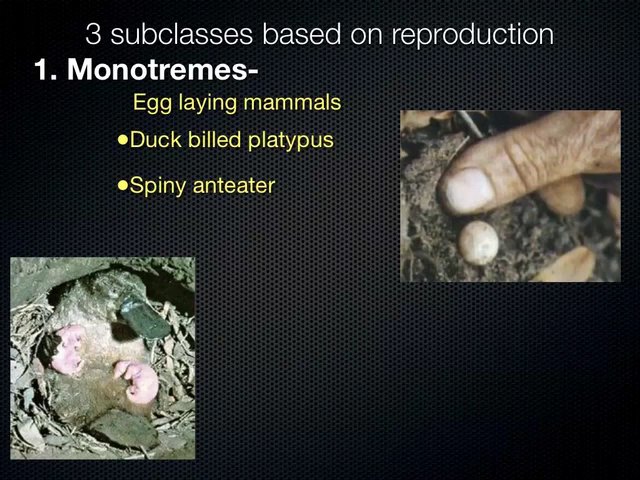 3 subclasses based on reproduction
1. Monotremes-
Egg laying mammals
•Duck billed platypus
•Spiny anteater